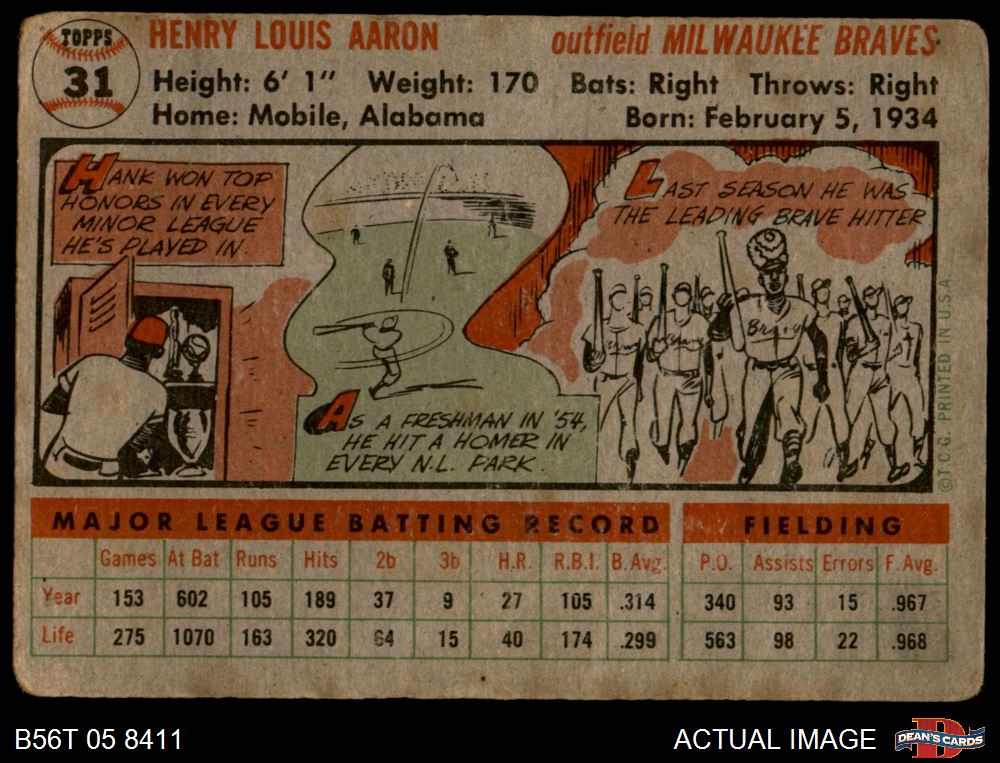 TOPPS
31
HENRY LOUIS AARON
outfield MILWAUKEE BRAVES
Height: 6' 1" Weight: 170 Bats: Right Throws: Right
Home: Mobile, Alabama Born: February 5, 1934
HANK WON TOP
HONORS IN EVERY
MINOR LEAGUE
HE'S PLAYED IN.
AS A FRESHMAN IN '54,
HE HIT A HOMER IN
EVERY N.L. PARK.
LAST SEASON HE WAS
THE LEADING BRAVE HITTER
Braves
©T.C.G. PRINTED IN U.S.A.
MAJOR LEAGUE BATTING RECORD
Games At Bat Runs Hits 2b 3b H.R. R.B.I. B.Avg.
Year 153 602 105 189 37 9 27 105 .314
Life 275 1070 163 320 64 15 40 174 .299
FIELDING
P.O. Assists Errors F.Avg.
340 93 15 .967
563 98 22 .968
B56T 05 8411
ACTUAL IMAGE
D
DEAN'S CARDS